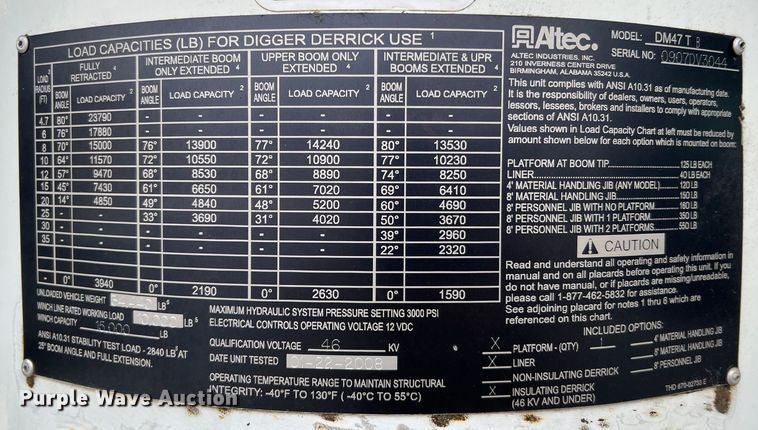 LOAD CAPACITIES (LB) FOR DIGGER DERRICK USE 1
LOAD RADIUS (FT) FULLY RETRACTED 4 INTERMEDIATE BOOM ONLY EXTENDED 4 UPPER BOOM ONLY EXTENDED 4 INTERMEDIATE & UPR BOOMS EXTENDED 4
BOOM ANGLE LOAD CAPACITY 2 BOOM ANGLE LOAD CAPACITY 2 BOOM ANGLE LOAD CAPACITY 2 BOOM ANGLE LOAD CAPACITY 2
4.7 80° 23790 - - - - - -
6 76° 17880 - - - - - -
8 70° 15000 76° 13900 77° 14240 80° 13530
10 64° 11570 72° 10550 72° 10900 77° 10230
12 57° 9470 68° 8530 68° 8890 74° 8250
15 45° 7430 61° 6650 61° 7020 69° 6410
20 14° 4850 49° 4840 48° 5200 60° 4690
25 - - 33° 3690 31° 4020 50° 3670
30 - - - - - - 39° 2960
35 - - - - - - 22° 2320
- 0° 3940 0° 2190 0° 2630 0° 1590
UNLOADED VEHICLE WEIGHT LB 5
WINCH LINE RATED WORKING LOAD LB 6
WINCH CAPACITY 15,000 LB
ANSI A10.31 STABILITY TEST LOAD - 2840 LB AT
25° BOOM ANGLE AND FULL EXTENSION.
MAXIMUM HYDRAULIC SYSTEM PRESSURE SETTING 3000 PSI
ELECTRICAL CONTROLS OPERATING VOLTAGE 12 VDC
QUALIFICATION VOLTAGE 46 KV
DATE UNIT TESTED 01-22-2008
OPERATING TEMPERATURE RANGE TO MAINTAIN STRUCTURAL
INTEGRITY: -40°F TO 130°F ( -40°C TO 55°C)
Altec.
ALTEC INDUSTRIES, INC.
210 INVERNESS CENTER DRIVE
BIRMINGHAM, ALABAMA 35242 U.S.A.
MODEL: DM47 T B
SERIAL NO: 0907DV3044
This unit complies with ANSI A10.31 as of manufacturing date.
It is the responsibility of dealers, owners, users, operators,
lessors, lessees, brokers and installers to comply with
sections of ANSI A10.31.
Values shown in Load Capacity Chart at left must be reduced by
amount shown below for each option which is mounted on boom:
PLATFORM AT BOOM TIP 125 LB EACH
LINER 40 LB EACH
4' MATERIAL HANDLING JIB (ANY MODEL) 120 LB
8' MATERIAL HANDLING JIB 150 LB
8' PERSONNEL JIB WITH NO PLATFORM 180 LB
8' PERSONNEL JIB WITH 1 PLATFORM 350 LB
8' PERSONNEL JIB WITH 2 PLATFORMS 550 LB
CAUTION
Read and understand all operating and safety information in
manual and on all placards before operating this unit. If you
do not have manual or if placards are missing/unreadable,
please call 1-877-462-5832 for assistance.
See adjoining placard for notes 1 thru 6 which are
referenced on this chart.
INCLUDED OPTIONS:
X PLATFORM - (QTY) 1
X LINER
NON-INSULATING DERRICK
X INSULATING DERRICK
(46 KV AND UNDER)
4' MATERIAL HANDLING JIB
8' MATERIAL HANDLING JIB
8' PERSONNEL JIB
THD 670-02733 E
Purple Wave Auction